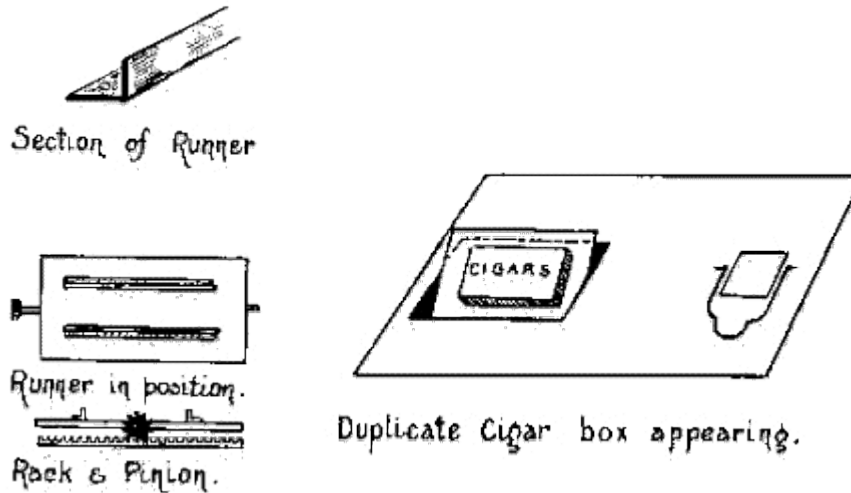 Section of Runner
CIGARS
Runner in position.
Duplicate Cigar box appearing.
Rack & Pinion.